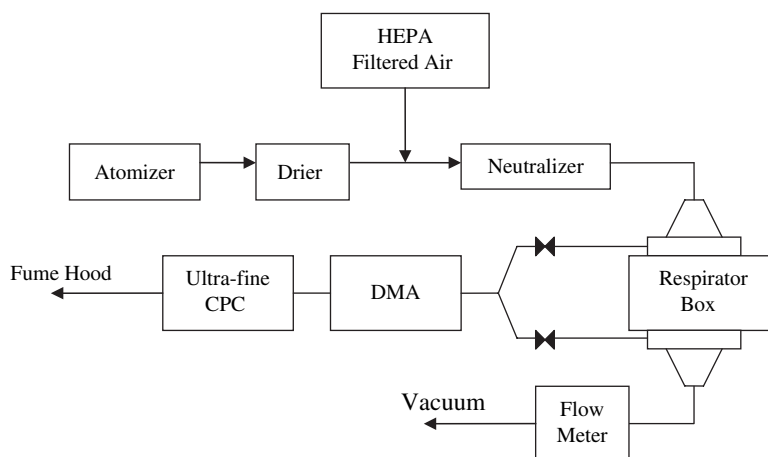 HEPA
Filtered Air
Atomizer
Drier
Neutralizer
Fume Hood
Ultra-fine
CPC
DMA
Respirator
Box
Vacuum
Flow
Meter